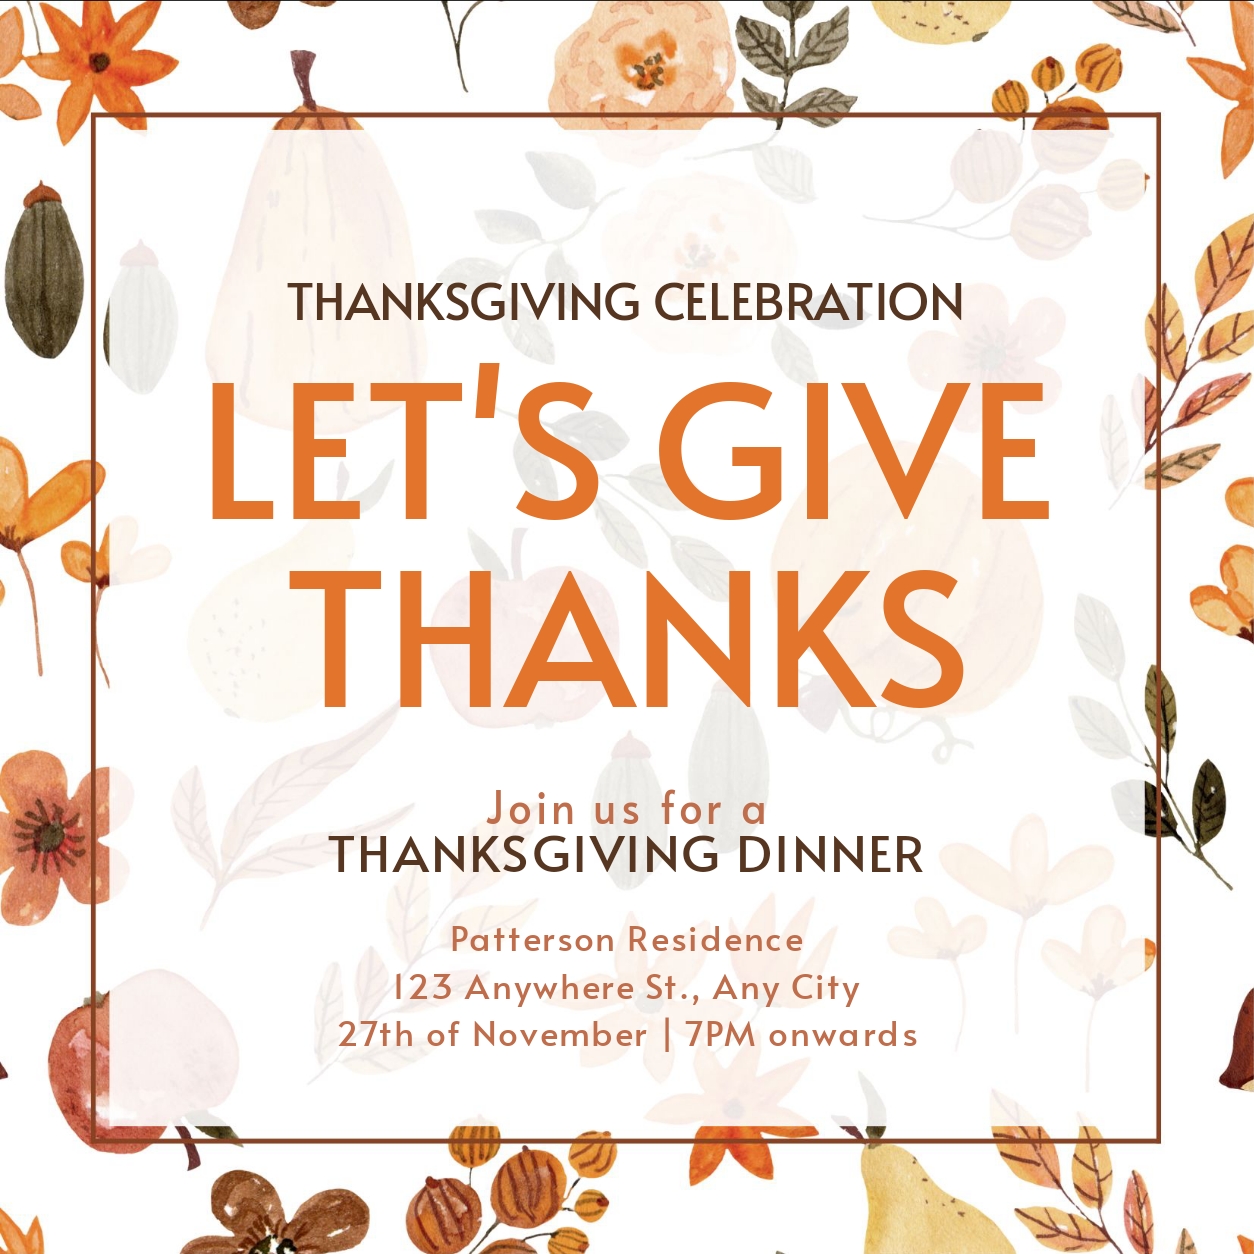 THANKSGIVING CELEBRATION
LET'S GIVE
THANKS
Join us for a
THANKSGIVING DINNER
Patterson Residence
123 Anywhere St., Any City
27th of November | 7PM onwards